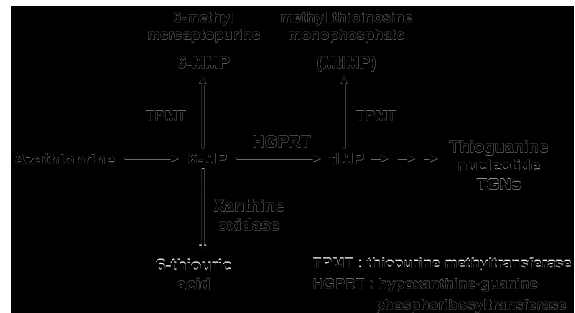 6-methyl
mercaptopurine
methyl thioinosine
monophosphate
6-MMP
(MtIMP)
TPMT
TPMT
HGPRT
Azathioprine
6-MP
tIMP
Thioguanine
nucleotide
TGNs
Xanthine
oxidase
6-thiouric
acid
TPMT : thiopurine methyltransferase
HGPRT : hypoxanthine-guanine
phosphoribosyltransferase